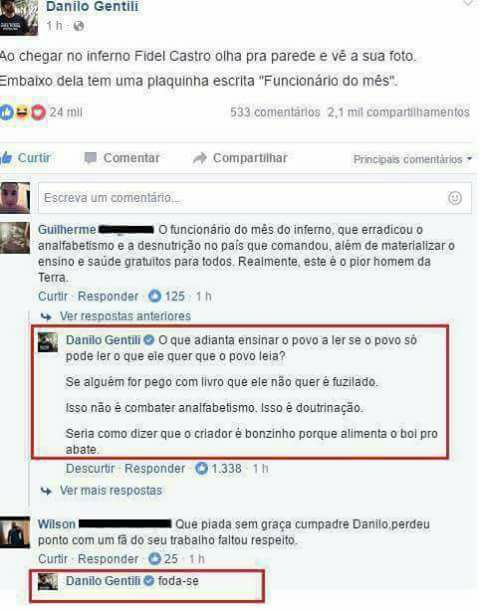 Danilo Gentili
1 h ·
Ao chegar no inferno Fidel Castro olha pra parede e vê a sua foto.
Embaixo dela tem uma plaquinha escrita "Funcionário do mês".
24 mil 533 comentários 2,1 mil compartilhamentos
Curtir Comentar Compartilhar Principais comentários
Escreva um comentário...
Guilherme O funcionário do mês do inferno, que erradicou o
analfabetismo e a desnutrição no país que comandou, além de materializar o
ensino e saúde gratuitos para todos. Realmente, este é o pior homem da
Terra.
Curtir · Responder · 125 · 1 h
Ver respostas anteriores
Danilo Gentili O que adianta ensinar o povo a ler se o povo só
pode ler o que ele quer que o povo leia?
Se alguém for pego com livro que ele não quer é fuzilado.
Isso não é combater analfabetismo. Isso é doutrinação.
Seria como dizer que o criador é bonzinho porque alimenta o boi pro
abate.
Descurtir · Responder · 1.338 · 1 h
Ver mais respostas
Wilson Que piada sem graça cumpadre Danilo,perdeu
ponto com um fã do seu trabalho faltou respeito.
Curtir · Responder · 25 · 1 h
Danilo Gentili foda-se